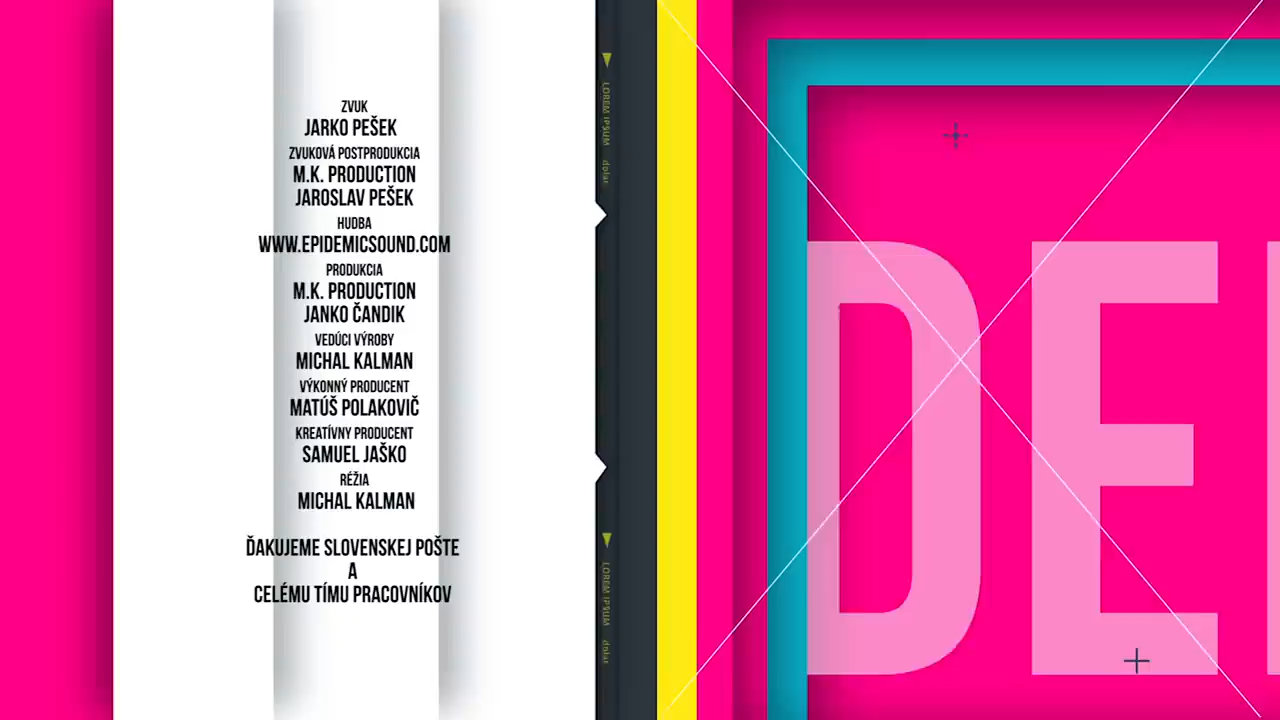 ZVUK
JARKO PEŠEK
ZVUKOVÁ POSTPRODUKCIA
M.K. PRODUCTION
JAROSLAV PEŠEK
HUDBA
WWW.EPIDEMICSOUND.COM
PRODUKCIA
M.K. PRODUCTION
JANKO ČANDIK
VEDÚCI VÝROBY
MICHAL KALMAN
VÝKONNÝ PRODUCENT
MATÚŠ POLAKOVIČ
KREATÍVNY PRODUCENT
SAMUEL JAŠKO
RÉŽIA
MICHAL KALMAN
ĎAKUJEME SLOVENSKEJ POŠTE
A
CELÉMU TÍMU PRACOVNÍKOV
LOREM IPSUM dolar
LOREM IPSUM dolar
DE